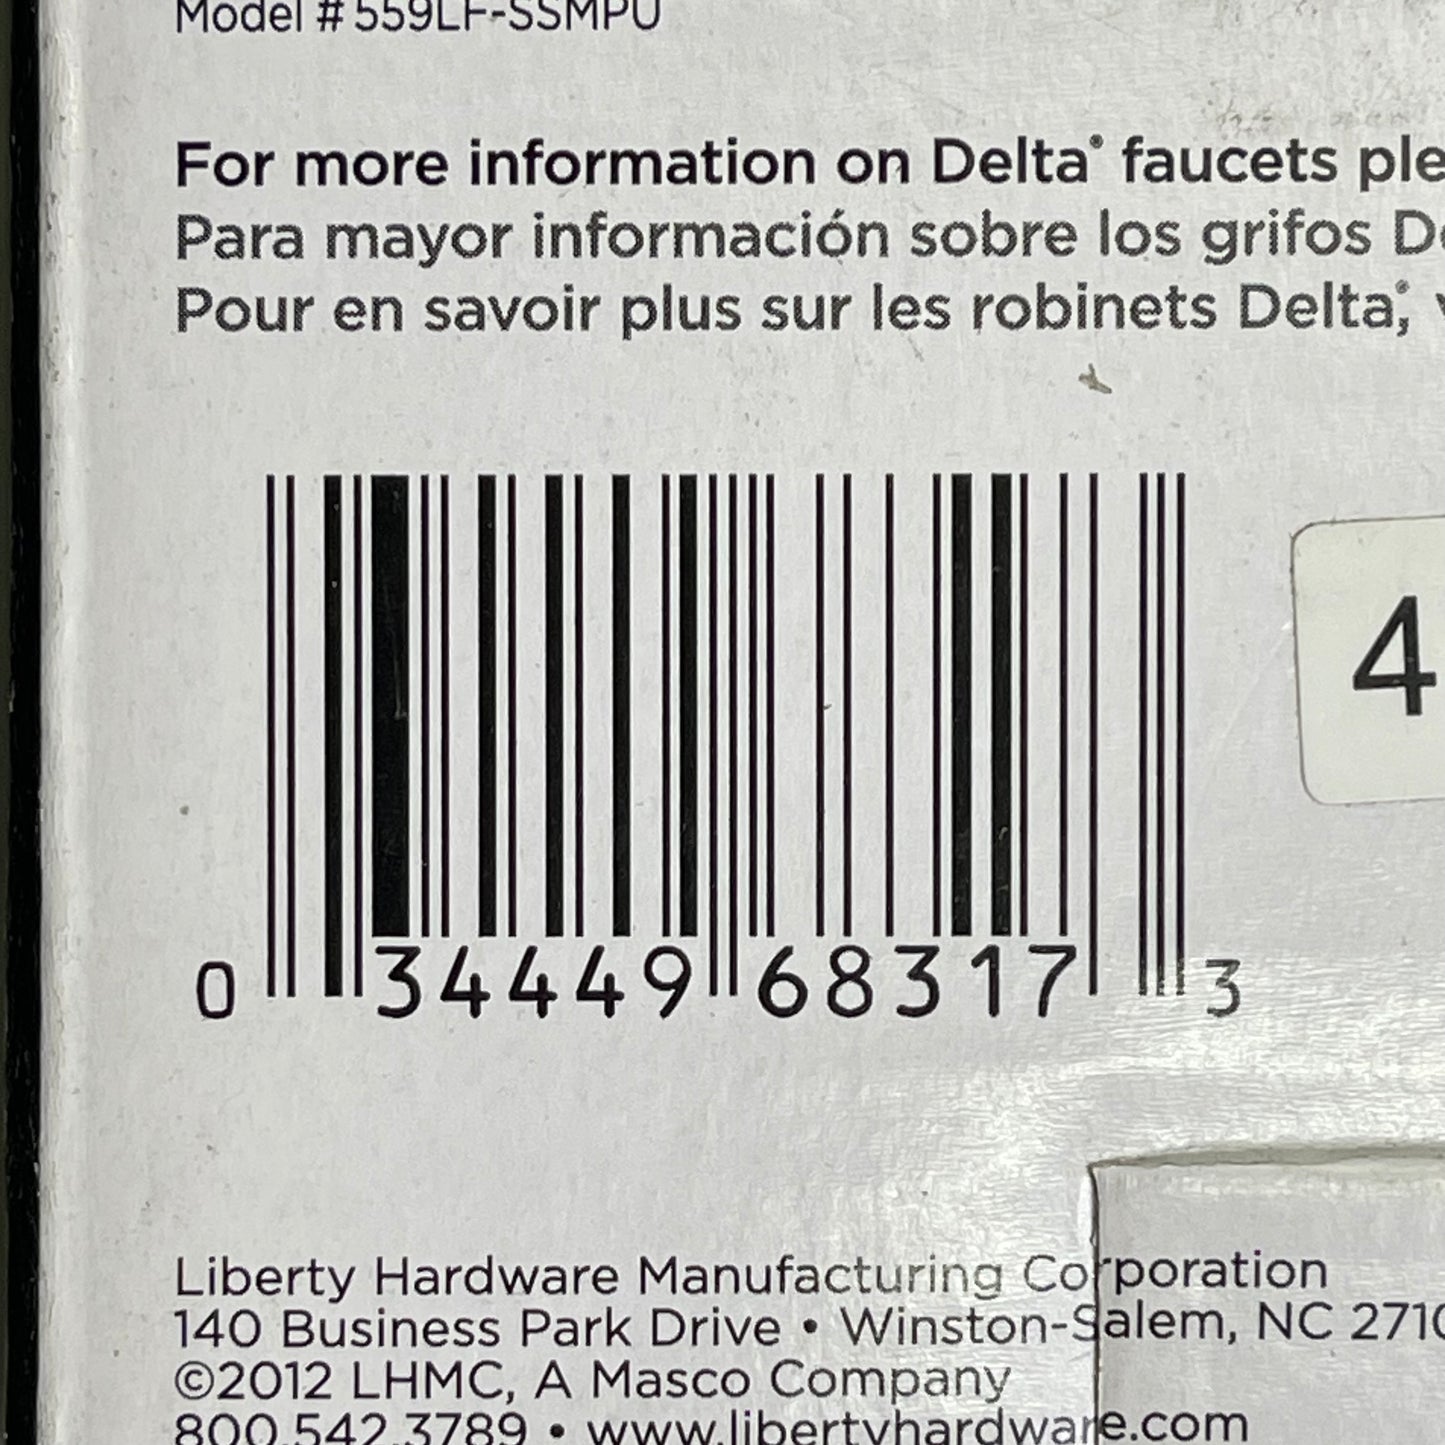 Model # 559LF-SSMPU
For more information on Delta® faucets
Para mayor información sobre los grifos
Pour en savoir plus sur les robinets Delta®,
4
0 34449 68317 3
Liberty Hardware Manufacturing Corporation
140 Business Park Drive • Winston-Salem, NC
©2012 LHMC, A Masco Company
800.542.3789 • www.libertyhardware.com